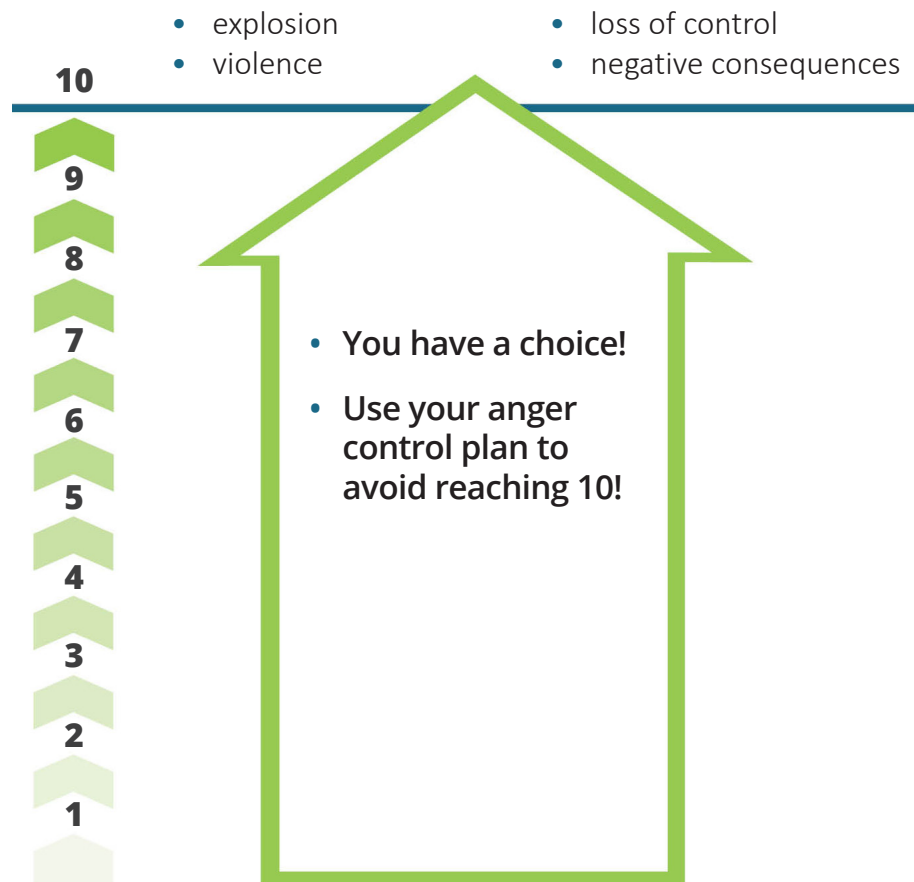 • explosion
• violence
• loss of control
• negative consequences
10
9
8
7
6
5
4
3
2
1
• You have a choice!
• Use your anger
control plan to
avoid reaching 10!